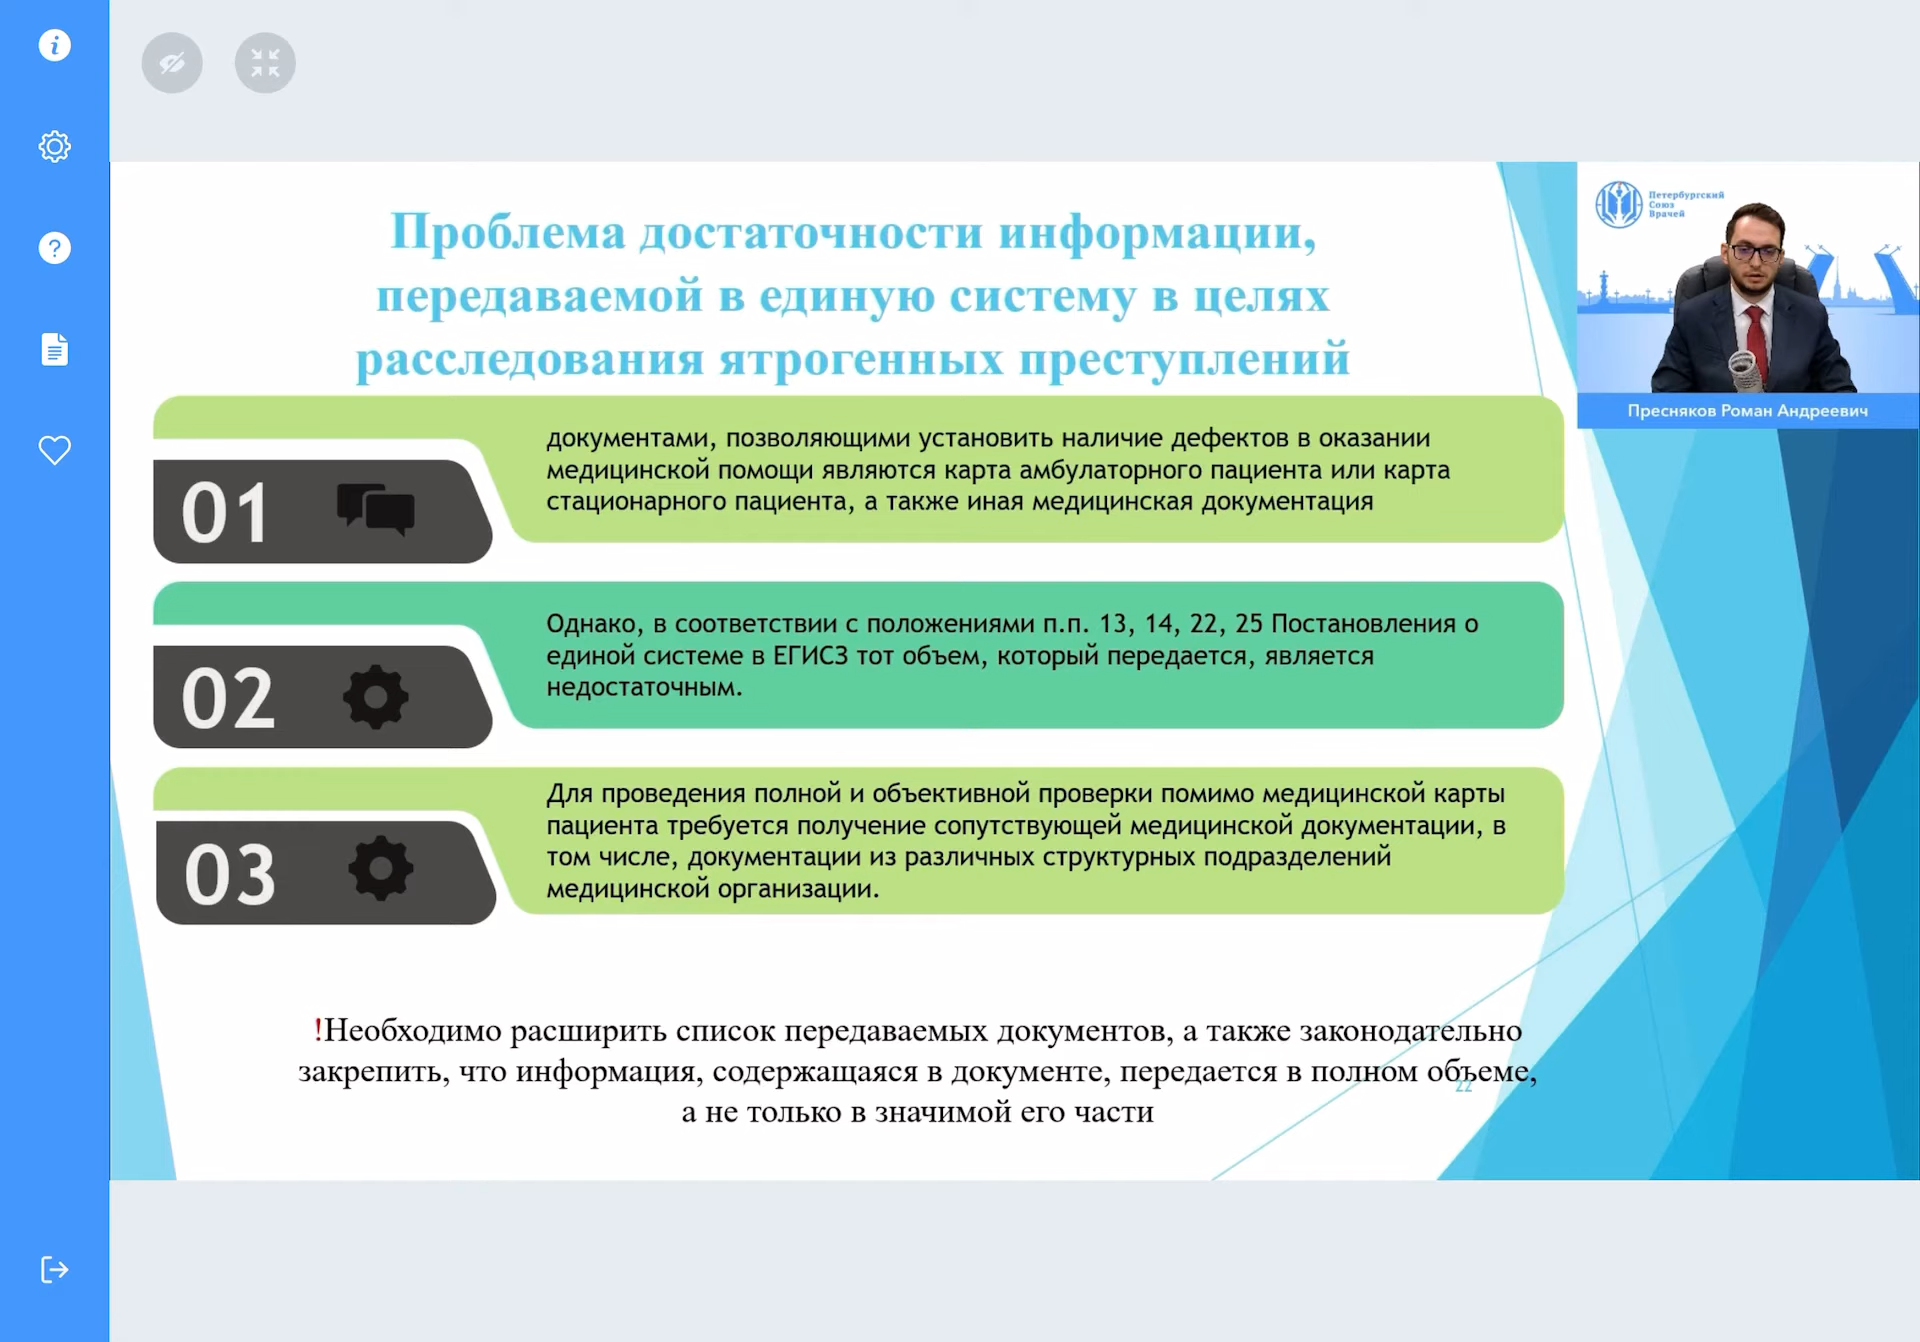 Проблема достаточности информации,
передаваемой в единую систему в целях
расследования ятрогенных преступлений
Петербургский
Союз
Врачей
Пресняков Роман Андреевич
01
документами, позволяющими установить наличие дефектов в оказании
медицинской помощи являются карта амбулаторного пациента или карта
стационарного пациента, а также иная медицинская документация
02
Однако, в соответствии с положениями п.п. 13, 14, 22, 25 Постановления о
единой системе в ЕГИСЗ тот объем, который передается, является
недостаточным.
03
Для проведения полной и объективной проверки помимо медицинской карты
пациента требуется получение сопутствующей медицинской документации, в
том числе, документации из различных структурных подразделений
медицинской организации.
!Необходимо расширить список передаваемых документов, а также законодательно
закрепить, что информация, содержащаяся в документе, передается в полном объеме,
а не только в значимой его части
22